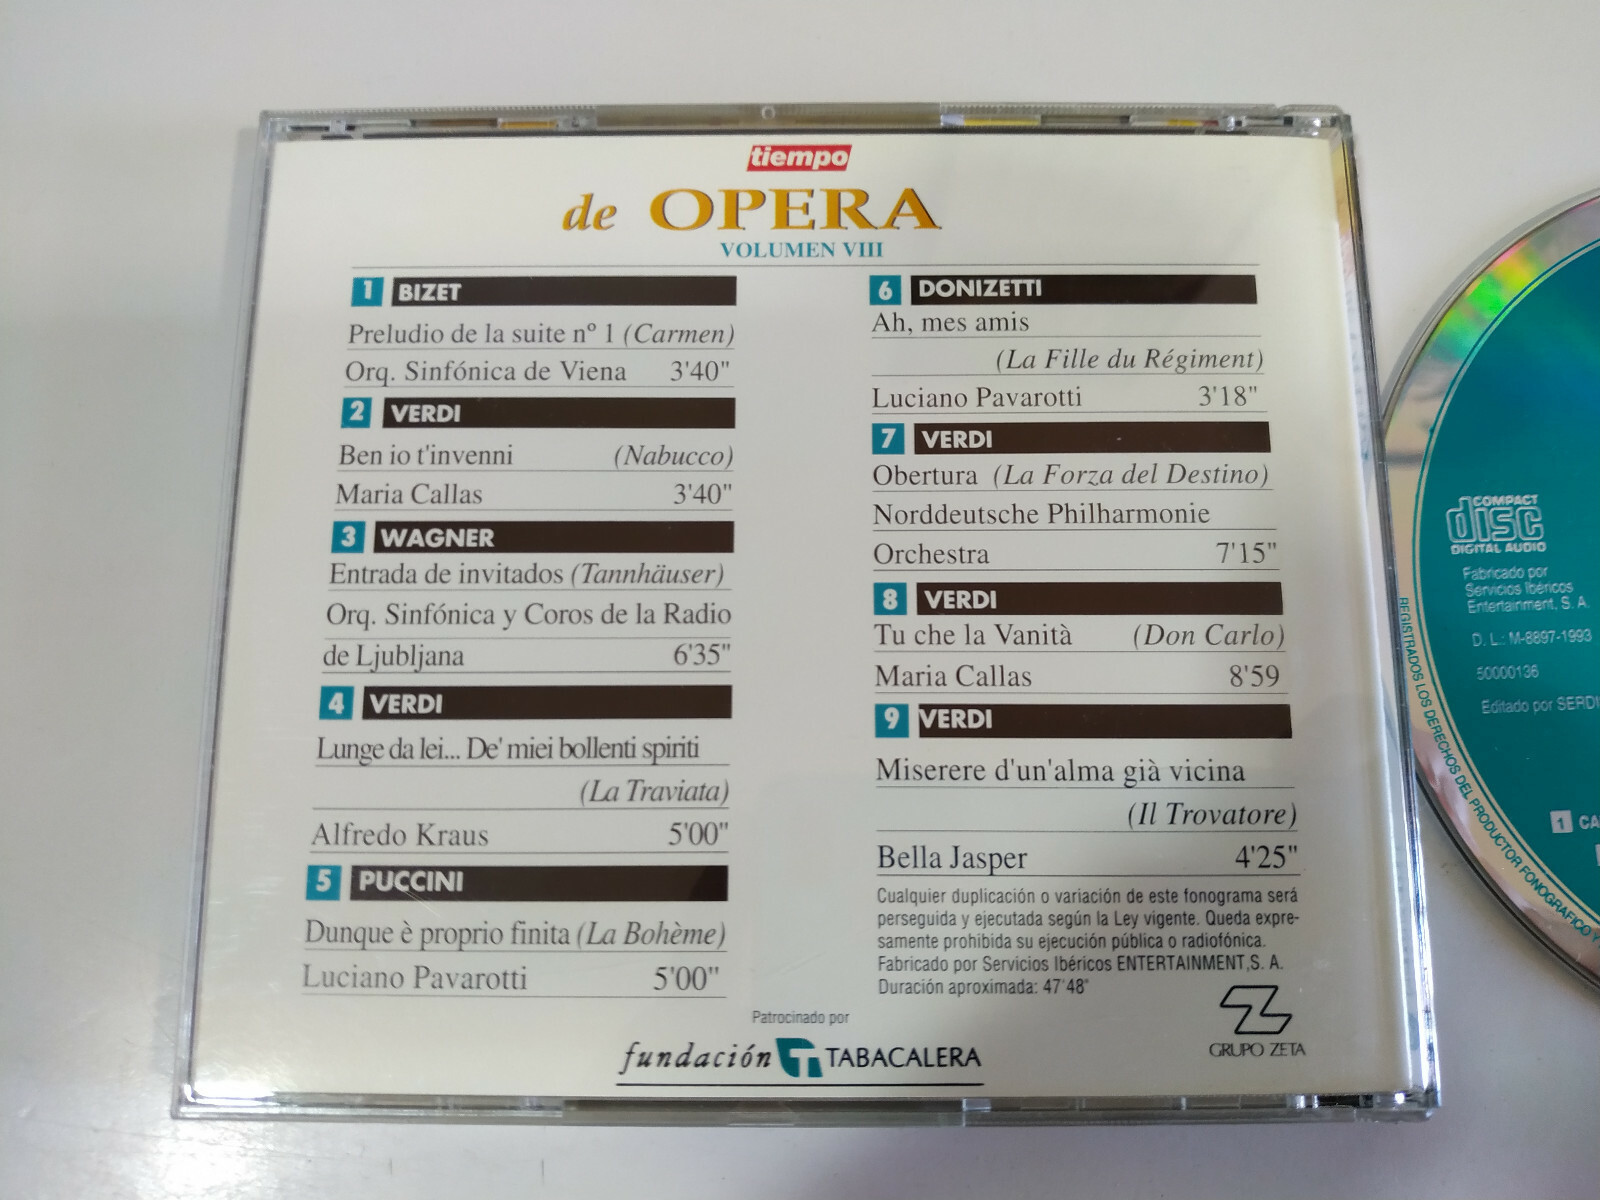 tiempo
de OPERA
VOLUMEN VIII
1 BIZET
Preludio de la suite nº 1 (Carmen)
Orq. Sinfónica de Viena 3'40"
2 VERDI
Ben io t'invenni (Nabucco)
Maria Callas 3'40"
3 WAGNER
Entrada de invitados (Tannhäuser)
Orq. Sinfónica y Coros de la Radio
de Ljubljana 6'35"
4 VERDI
Lunge da lei... De' miei bollenti spiriti
(La Traviata)
Alfredo Kraus 5'00"
5 PUCCINI
Dunque è proprio finita (La Bohème)
Luciano Pavarotti 5'00"
6 DONIZETTI
Ah, mes amis
(La Fille du Régiment)
Luciano Pavarotti 3'18"
7 VERDI
Obertura (La Forza del Destino)
Norddeutsche Philharmonie
Orchestra 7'15"
8 VERDI
Tu che la Vanità (Don Carlo)
Maria Callas 8'59
9 VERDI
Miserere d'un'alma già vicina
(Il Trovatore)
Bella Jasper 4'25"
Cualquier duplicación o variación de este fonograma será
perseguida y ejecutada según la Ley vigente. Queda expre-
samente prohibida su ejecución pública o radiofónica.
Fabricado por Servicios Ibéricos ENTERTAINMENT, S. A.
Duración aproximada: 47'48"
GRUPO ZETA
Patrocinado por
fundación TABACALERA
COMPACT
disc
DIGITAL AUDIO
Fabricado por
Servicios Ibéricos
Entertainment, S. A.
D. L.: M-8897-1993
50000136
Editado por
1
REGISTRADOS LOS DERECHOS DEL PRODUCTOR FONOGRAFICO Y